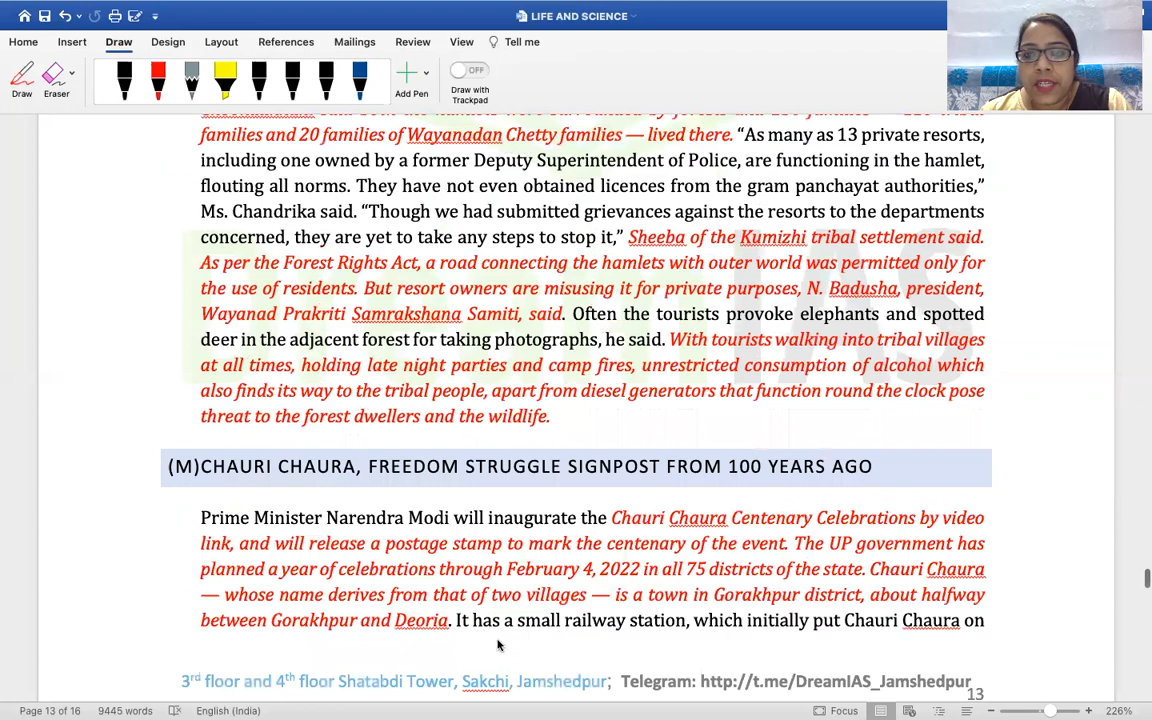 LIFE AND SCIENCE
Home Insert Draw Design Layout References Mailings Review View Tell me
OFF
Draw Eraser Add Pen Draw with
Trackpad
families and 20 families of Wayanadan Chetty families — lived there. “As many as 13 private resorts,
including one owned by a former Deputy Superintendent of Police, are functioning in the hamlet,
flouting all norms. They have not even obtained licences from the gram panchayat authorities,”
Ms. Chandrika said. “Though we had submitted grievances against the resorts to the departments
concerned, they are yet to take any steps to stop it,” Sheeba of the Kumizhi tribal settlement said.
As per the Forest Rights Act, a road connecting the hamlets with outer world was permitted only for
the use of residents. But resort owners are misusing it for private purposes, N. Badusha, president,
Wayanad Prakriti Samrakshana Samiti, said. Often the tourists provoke elephants and spotted
deer in the adjacent forest for taking photographs, he said. With tourists walking into tribal villages
at all times, holding late night parties and camp fires, unrestricted consumption of alcohol which
also finds its way to the tribal people, apart from diesel generators that function round the clock pose
threat to the forest dwellers and the wildlife.
(M)CHAURI CHAURA, FREEDOM STRUGGLE SIGNPOST FROM 100 YEARS AGO
Prime Minister Narendra Modi will inaugurate the Chauri Chaura Centenary Celebrations by video
link, and will release a postage stamp to mark the centenary of the event. The UP government has
planned a year of celebrations through February 4, 2022 in all 75 districts of the state. Chauri Chaura
— whose name derives from that of two villages — is a town in Gorakhpur district, about halfway
between Gorakhpur and Deoria. It has a small railway station, which initially put Chauri Chaura on
3rd floor and 4th floor Shatabdi Tower, Sakchi, Jamshedpur; Telegram: http://t.me/DreamIAS_Jamshedpur
13
Page 13 of 16 9445 words English (India) Focus 226%